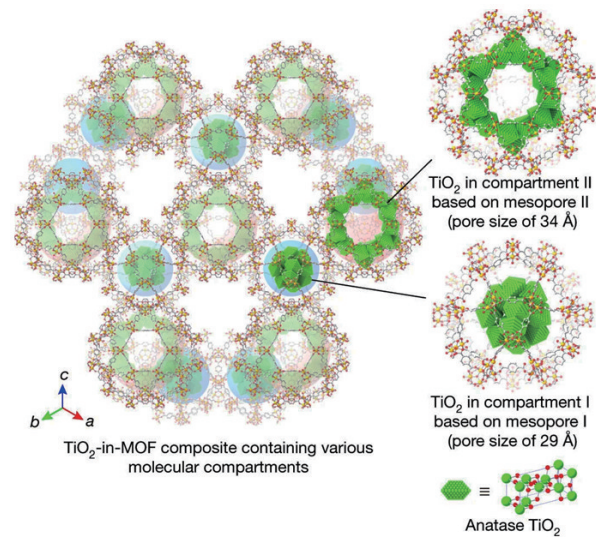 TiO₂ in compartment II
based on mesopore II
(pore size of 34 Å)
TiO₂ in compartment I
based on mesopore I
(pore size of 29 Å)
c
b
a
TiO₂-in-MOF composite containing various
molecular compartments
≡
Anatase TiO₂